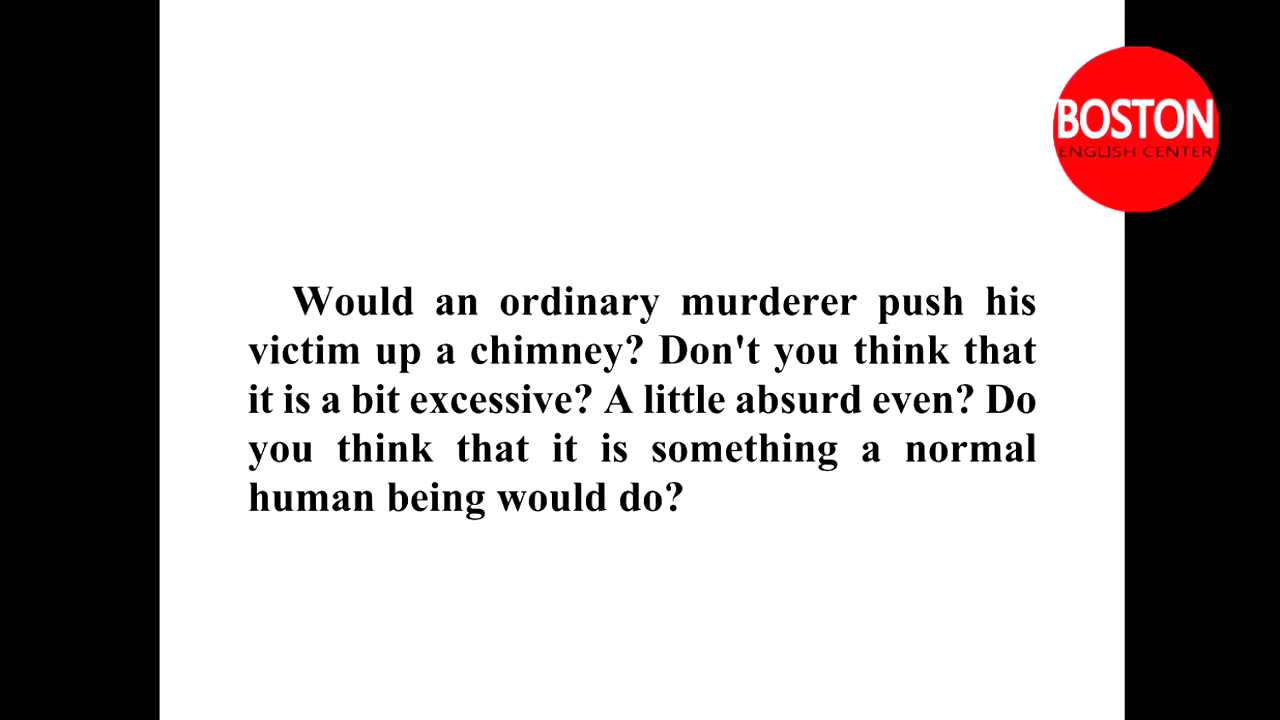 BOSTON
ENGLISH CENTER
Would an ordinary murderer push his
victim up a chimney? Don't you think that
it is a bit excessive? A little absurd even? Do
you think that it is something a normal
human being would do?